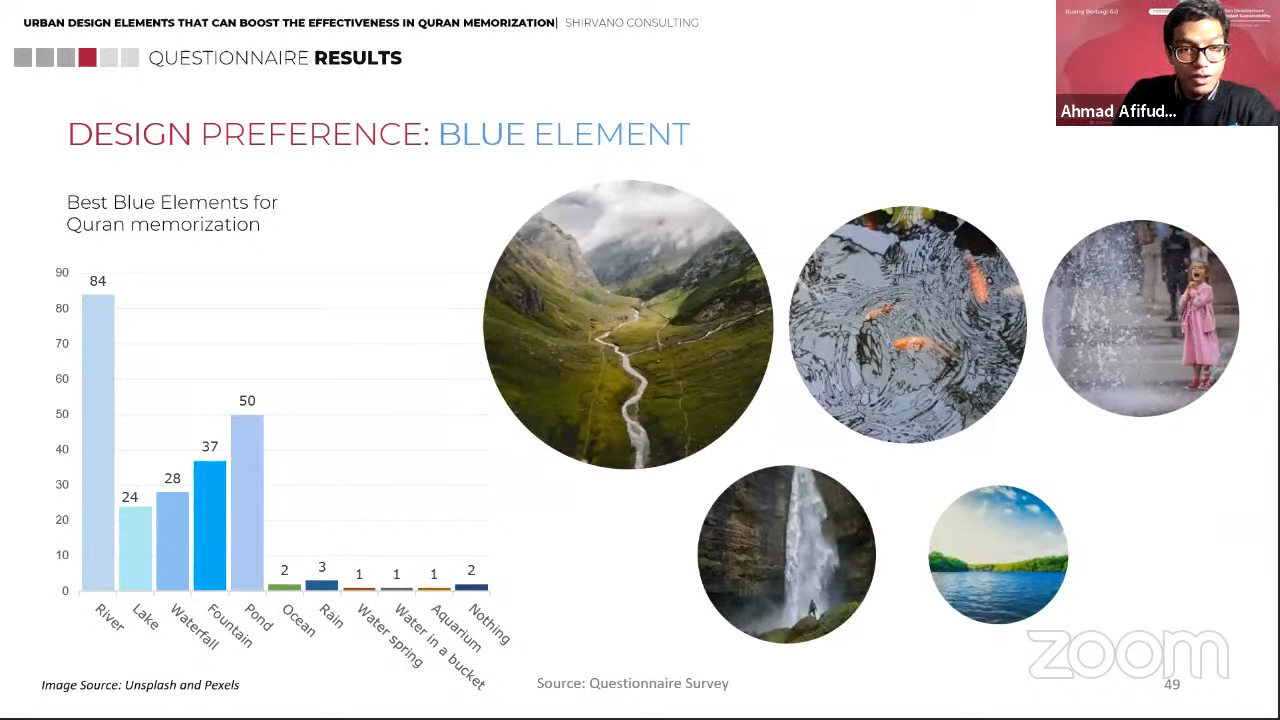 URBAN DESIGN ELEMENTS THAT CAN BOOST THE EFFECTIVENESS IN QURAN MEMORIZATION| SHIRVANO CONSULTING
QUESTIONNAIRE RESULTS
Ruang Berbagi 6.0
Ahmad Afifud...
DESIGN PREFERENCE: BLUE ELEMENT
Best Blue Elements for
Quran memorization
90
80
70
60
50
40
30
20
10
0
84
24
28
37
50
2
3
1
1
1
2
River
Lake
Waterfall
Fountain
Pond
Ocean
Rain
Water spring
Water in a bucket
Aquarium
Nothing
zoom
Image Source: Unsplash and Pexels
Source: Questionnaire Survey
49